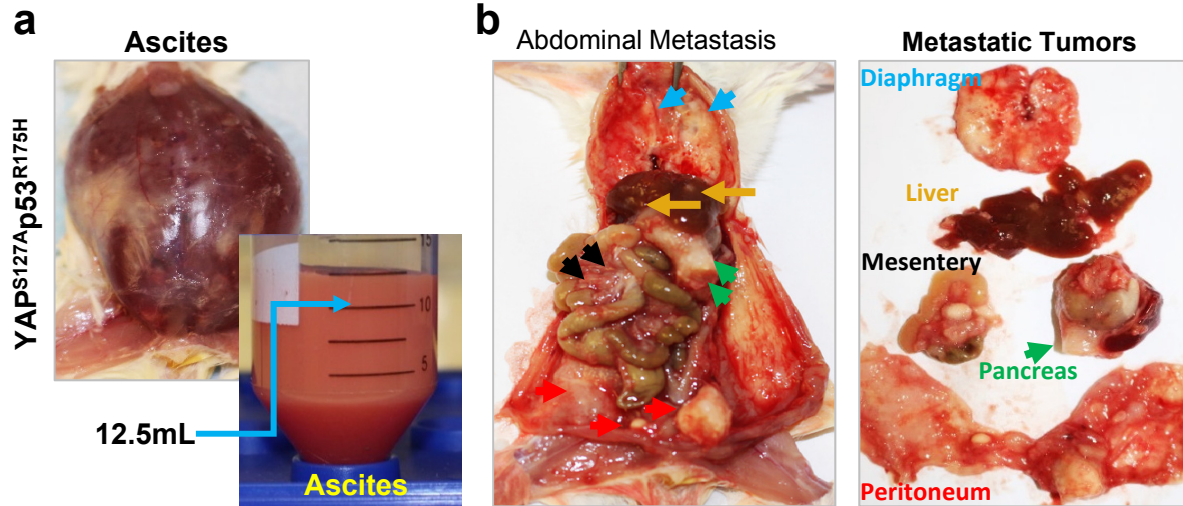 a
Ascites
YAPS127Ap53R175H
15
10
5
12.5mL
Ascites
b
Abdominal Metastasis
Metastatic Tumors
Diaphragm
Liver
Mesentery
Pancreas
Peritoneum